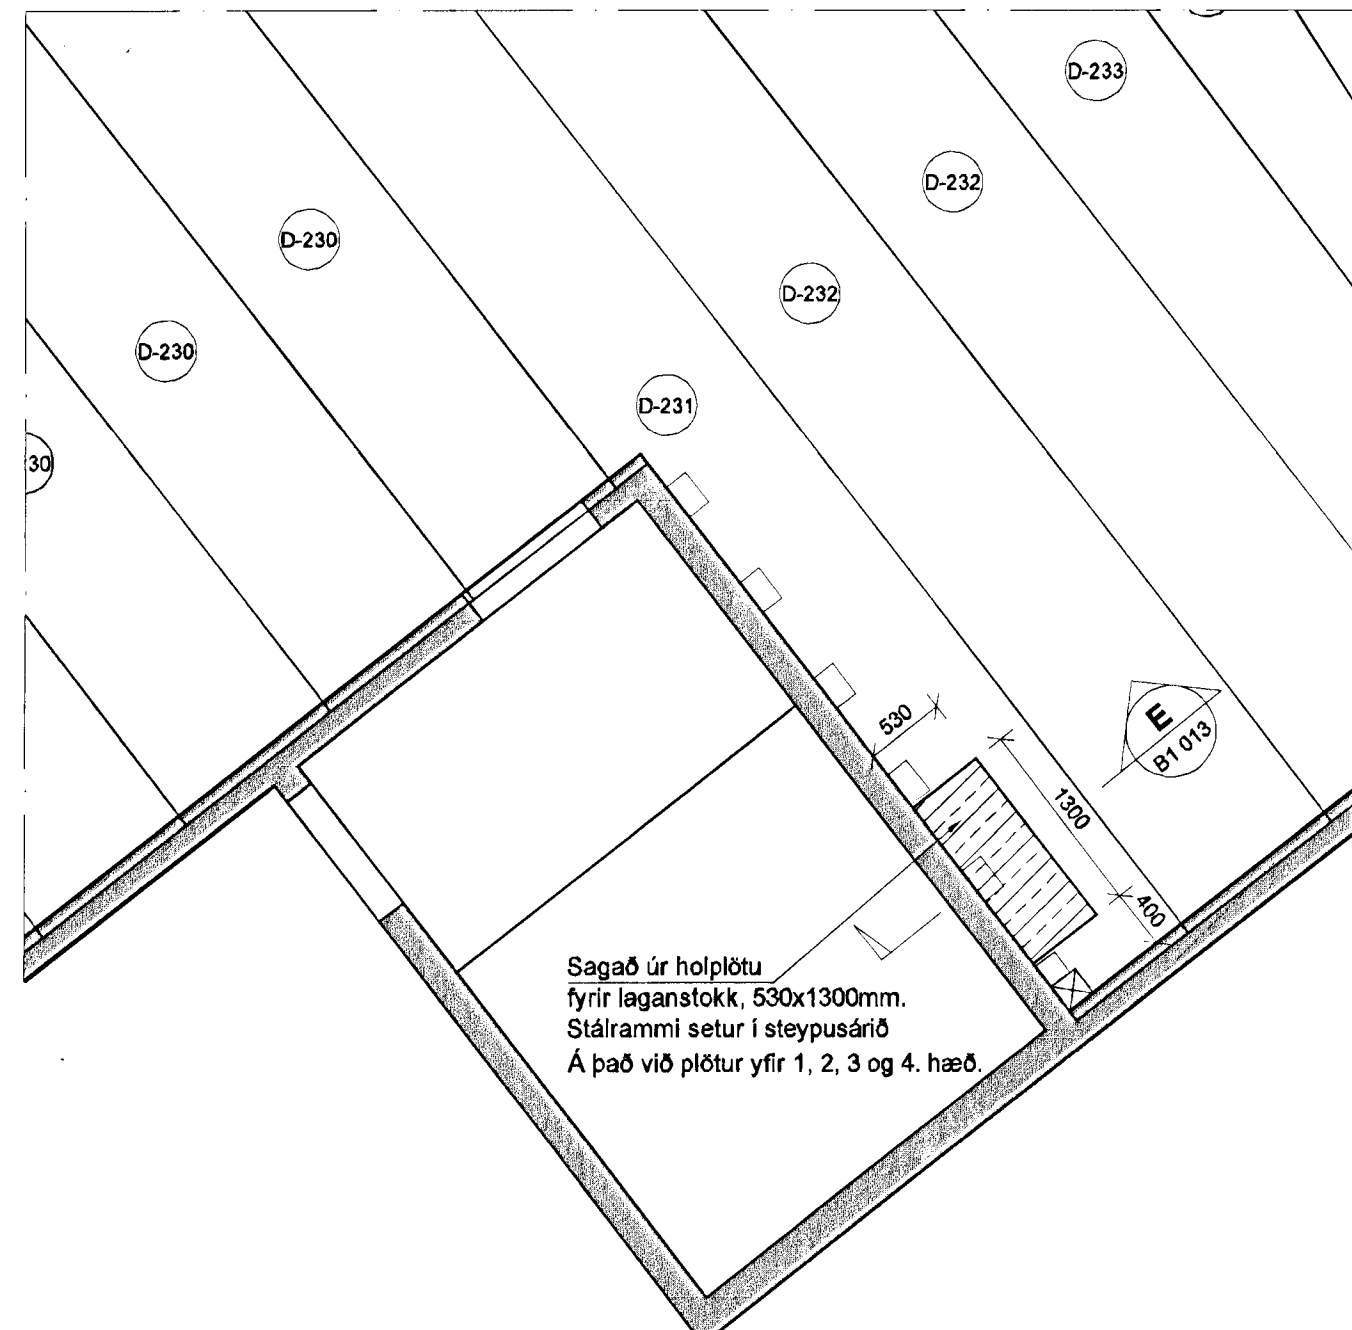 D-233
D-232
D-230
D-232
D-230
D-231
30
530
E
B1 013
1300
400
Sagað úr holplötu
fyrir laganstokk, 530x1300mm.
Stálrammi setur í steypusárið
Á það við plötur yfir 1, 2, 3 og 4. hæð.